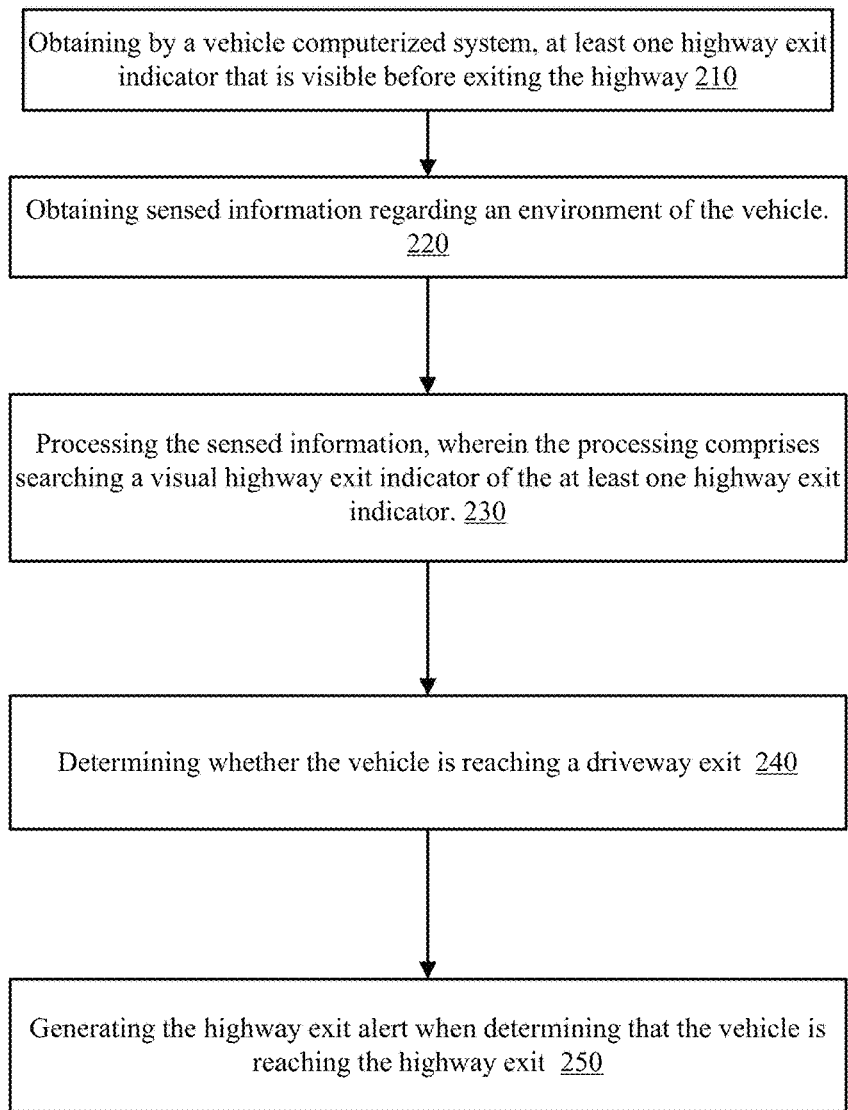 Obtaining by a vehicle computerized system, at least one highway exit
indicator that is visible before exiting the highway 210
Obtaining sensed information regarding an environment of the vehicle.
220
Processing the sensed information, wherein the processing comprises
searching a visual highway exit indicator of the at least one highway exit
indicator. 230
Determining whether the vehicle is reaching a driveway exit 240
Generating the highway exit alert when determining that the vehicle is
reaching the highway exit 250